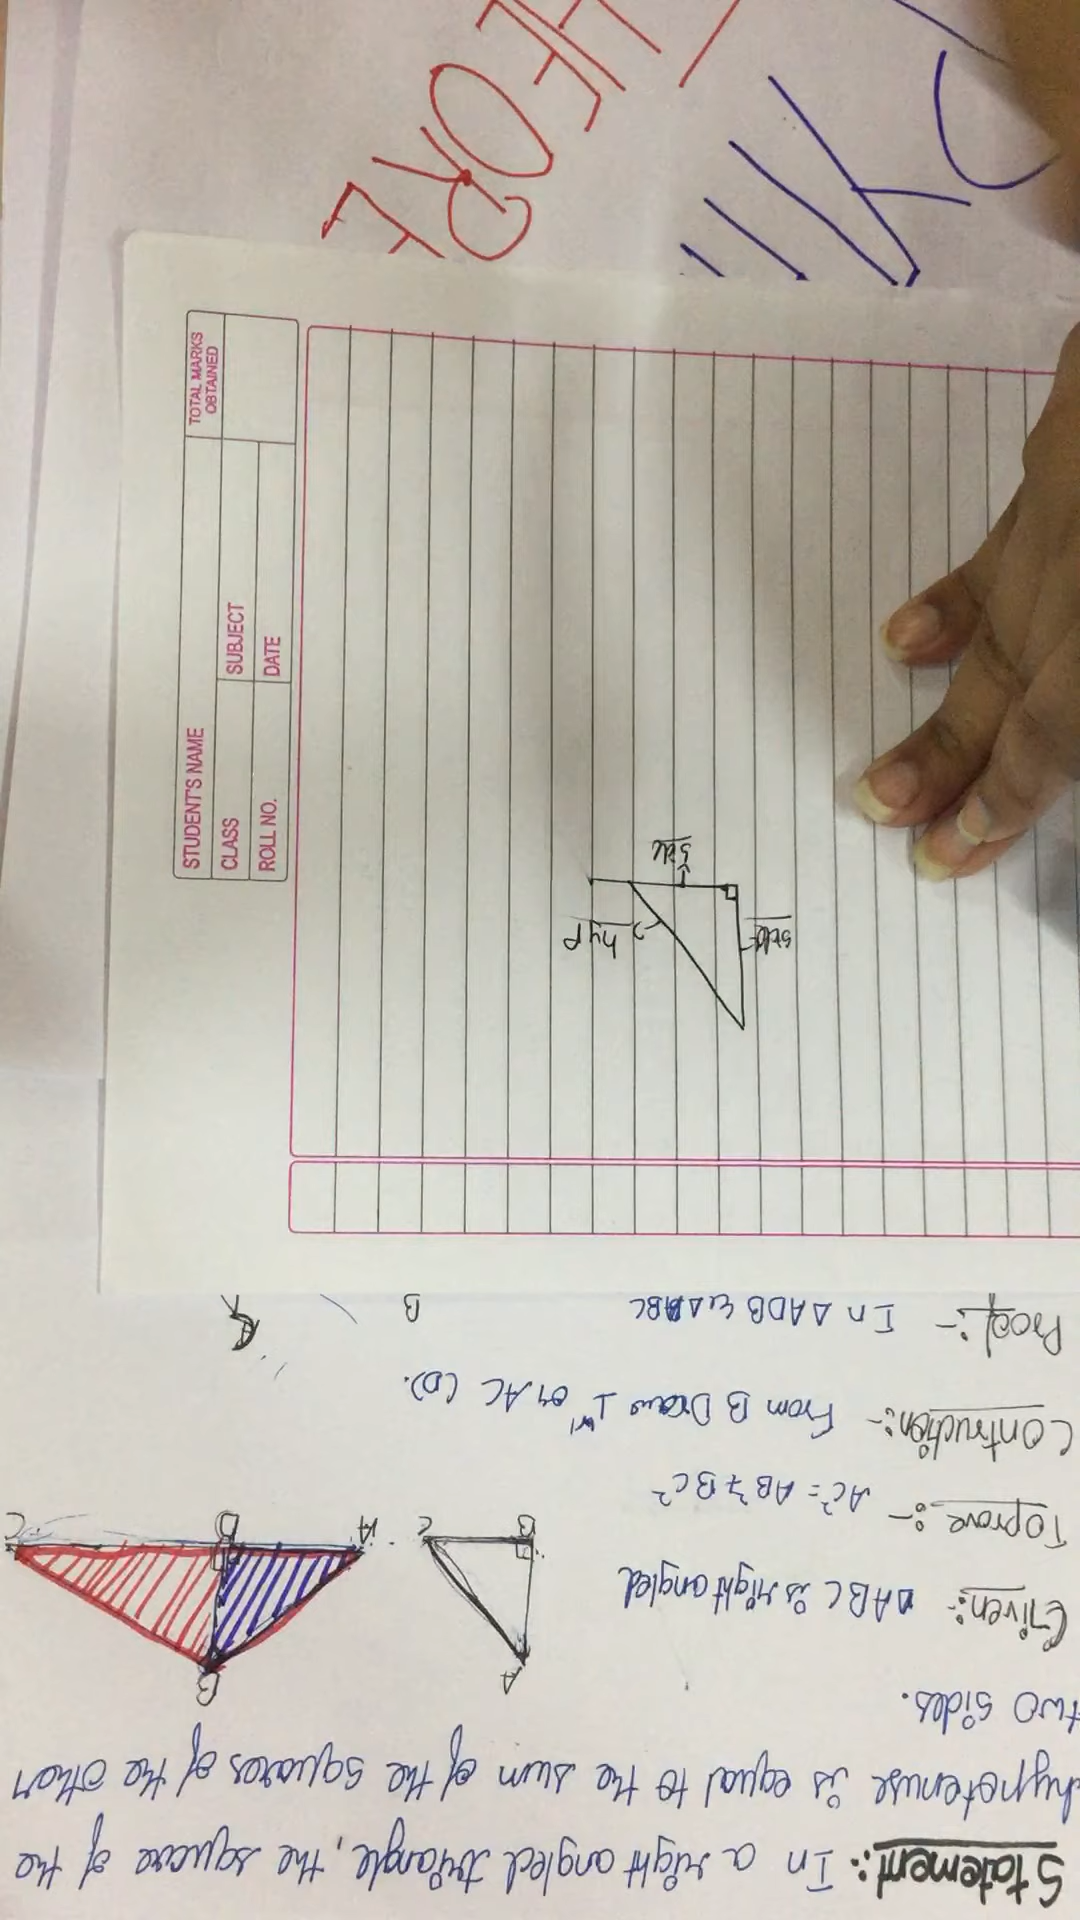 Statement:- In a right angled triangle, the square of the
hypotenuse is equal to the sum of the squares of the other
two sides.
Given:- △ABC is right angled
To prove:- AC² = AB² + BC²
Contruction:- From B Draw ⊥ʳ on AC (D).
Proof:- In △ADB & △ABC
B
A
B
C
B
A
D
C
side
side
hyp
STUDENT'S NAME
TOTAL MARKS
OBTAINED
CLASS
SUBJECT
ROLL NO.
DATE